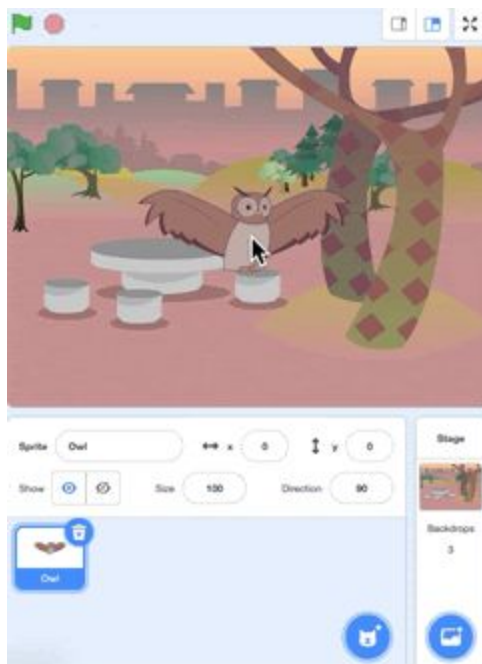 Sprite Owl x 0 y 0
Show Size 100 Direction 90
Owl
Stage
Backdrops
3